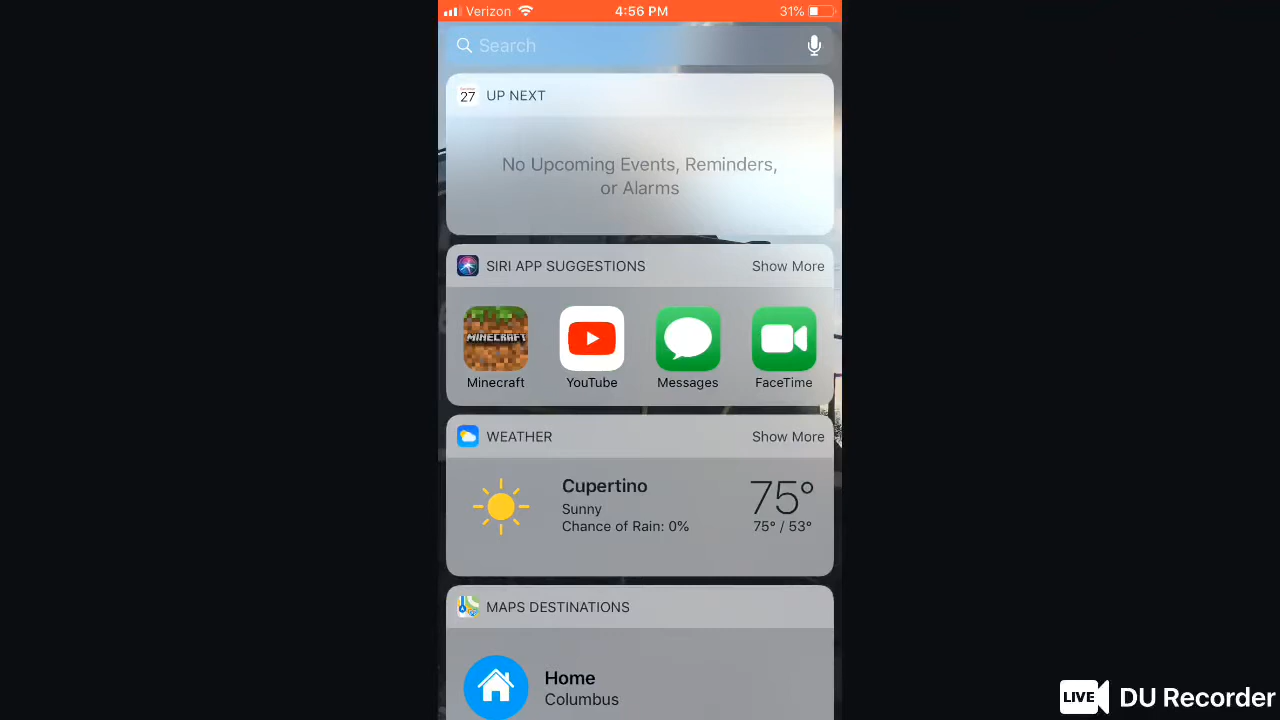 Verizon 4:56 PM 31%
Search
27 UP NEXT
No Upcoming Events, Reminders,
or Alarms
SIRI APP SUGGESTIONS Show More
MINECRAFT
Minecraft YouTube Messages FaceTime
WEATHER Show More
Cupertino 75°
Sunny
Chance of Rain: 0% 75° / 53°
MAPS DESTINATIONS
Home
Columbus
LIVE DU Recorder